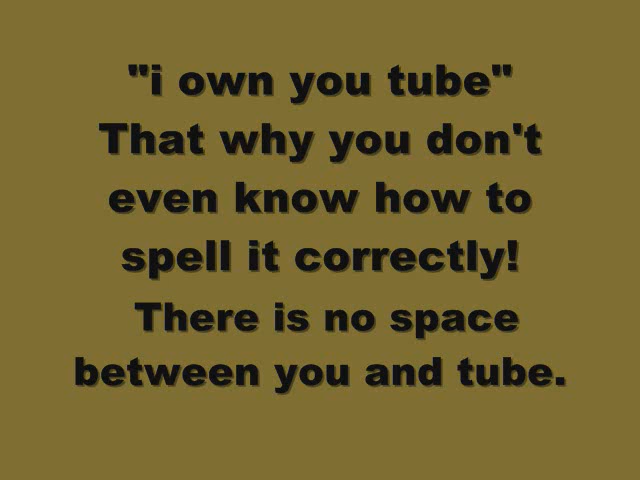 "i own you tube"
That why you don't
even know how to
spell it correctly!
There is no space
between you and tube.